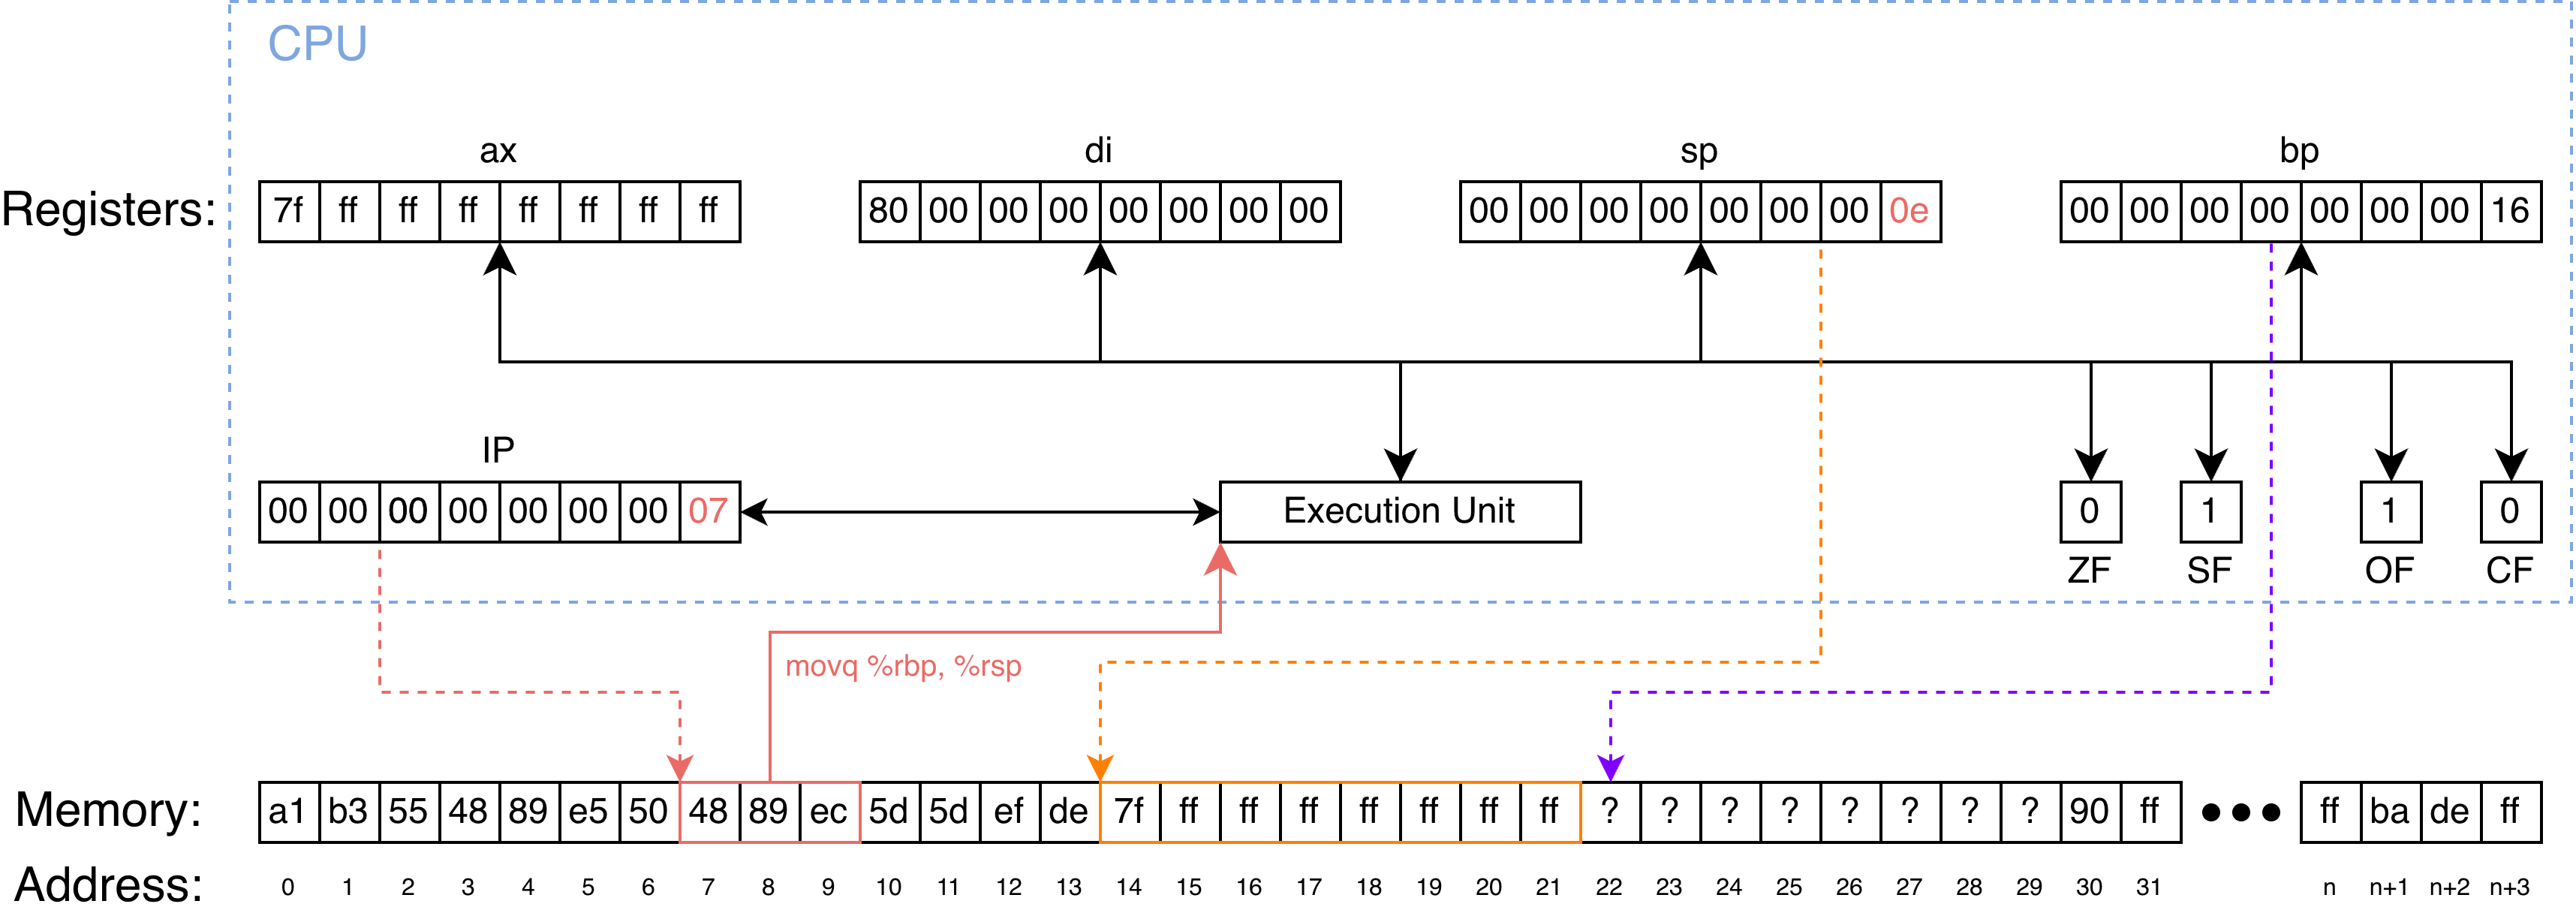 CPU
ax di sp bp
Registers: 7f ff ff ff ff ff ff ff 80 00 00 00 00 00 00 00 00 00 00 00 00 00 00 0e 00 00 00 00 00 00 00 16
IP
00 00 00 00 00 00 00 07 Execution Unit 0 1 1 0
ZF SF OF CF
movq %rbp, %rsp
Memory: a1 b3 55 48 89 e5 50 48 89 ec 5d 5d ef de 7f ff ff ff ff ff ff ff ? ? ? ? ? ? ? ? 90 ff ●●● ff ba de ff
Address: 0 1 2 3 4 5 6 7 8 9 10 11 12 13 14 15 16 17 18 19 20 21 22 23 24 25 26 27 28 29 30 31 n n+1 n+2 n+3